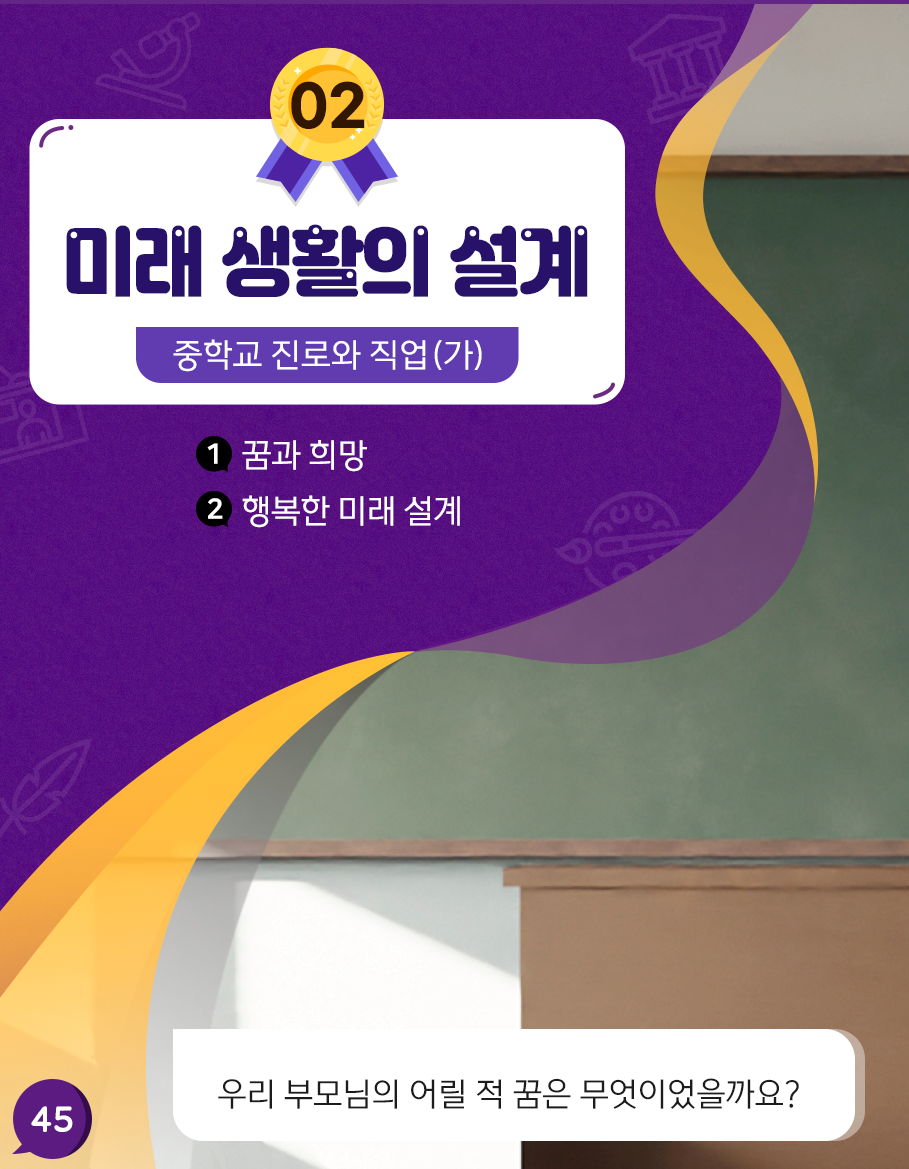 02
미래 생활의 설계
중학교 진로와 직업(가)
1 꿈과 희망
2 행복한 미래 설계
우리 부모님의 어릴 적 꿈은 무엇이었을까요?
45